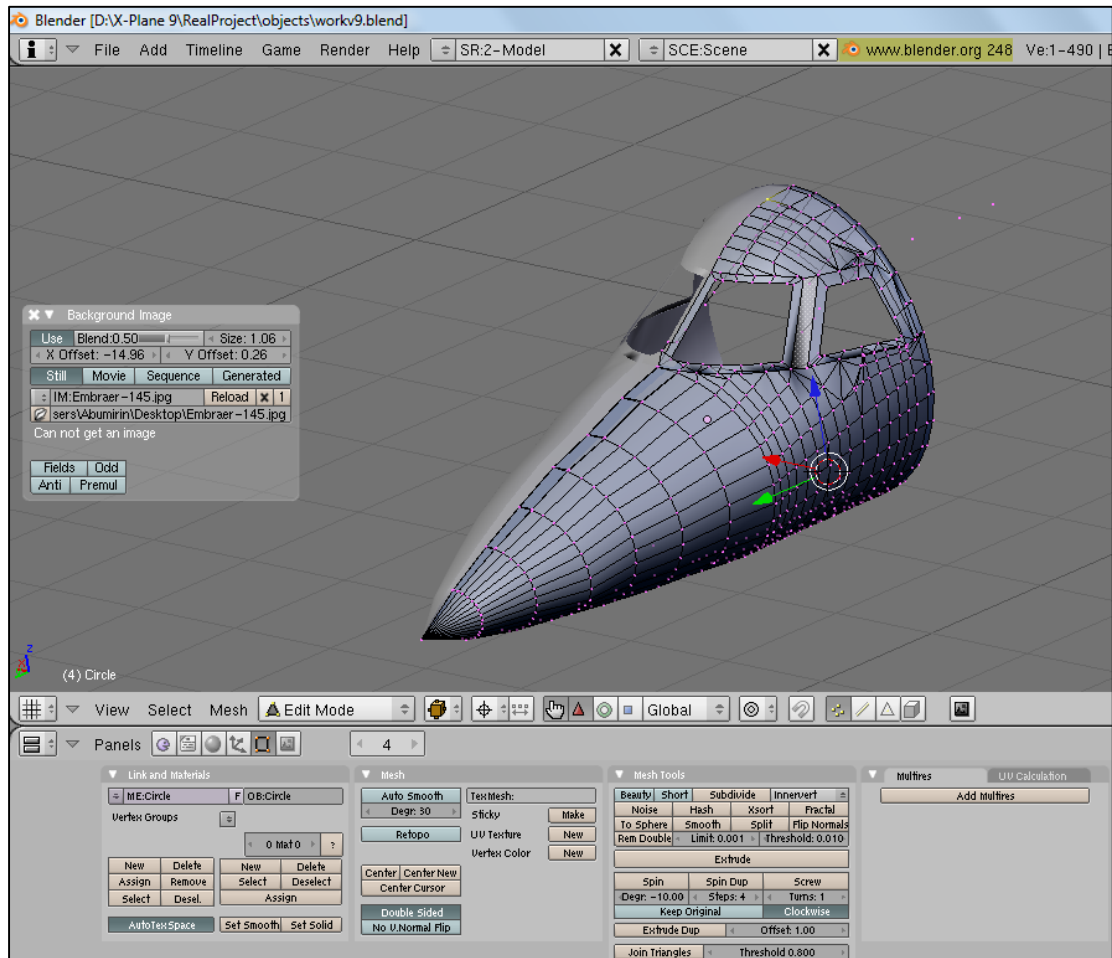 Blender [D:\X-Plane 9\RealProject\objects\workv9.blend]
File Add Timeline Game Render Help SR:2-Model SCE:Scene www.blender.org 248 Ve:1-490 |
Background Image
Use Blend:0.50 Size: 1.06
X Offset: -14.96 Y Offset: 0.26
Still Movie Sequence Generated
IM:Embraer-145.jpg Reload 1
sers\Abumirin\Desktop\Embraer-145.jpg
Can not get an image
Fields Odd
Anti Premul
z
x
(4) Circle
View Select Mesh Edit Mode Global
Panels 4
Link and Materials
ME:Circle F OB:Circle
Vertex Groups
0 Mat 0 ?
New Delete New Delete
Assign Remove Select Deselect
Select Desel. Assign
AutoTexSpace Set Smooth Set Solid
Mesh
Auto Smooth TexMesh:
Degr: 30 Sticky Make
Retopo UV Texture New
Vertex Color New
Center Center New
Center Cursor
Double Sided
No V.Normal Flip
Mesh Tools
Beauty Short Subdivide Innervert
Noise Hash Xsort Fractal
To Sphere Smooth Split Flip Normals
Rem Double Limit: 0.001 Threshold: 0.010
Extrude
Spin Spin Dup Screw
Degr: -10.00 Steps: 4 Turns: 1
Keep Original Clockwise
Extrude Dup Offset: 1.00
Join Triangles Threshold 0.800
Multires UV Calculation
Add Multires